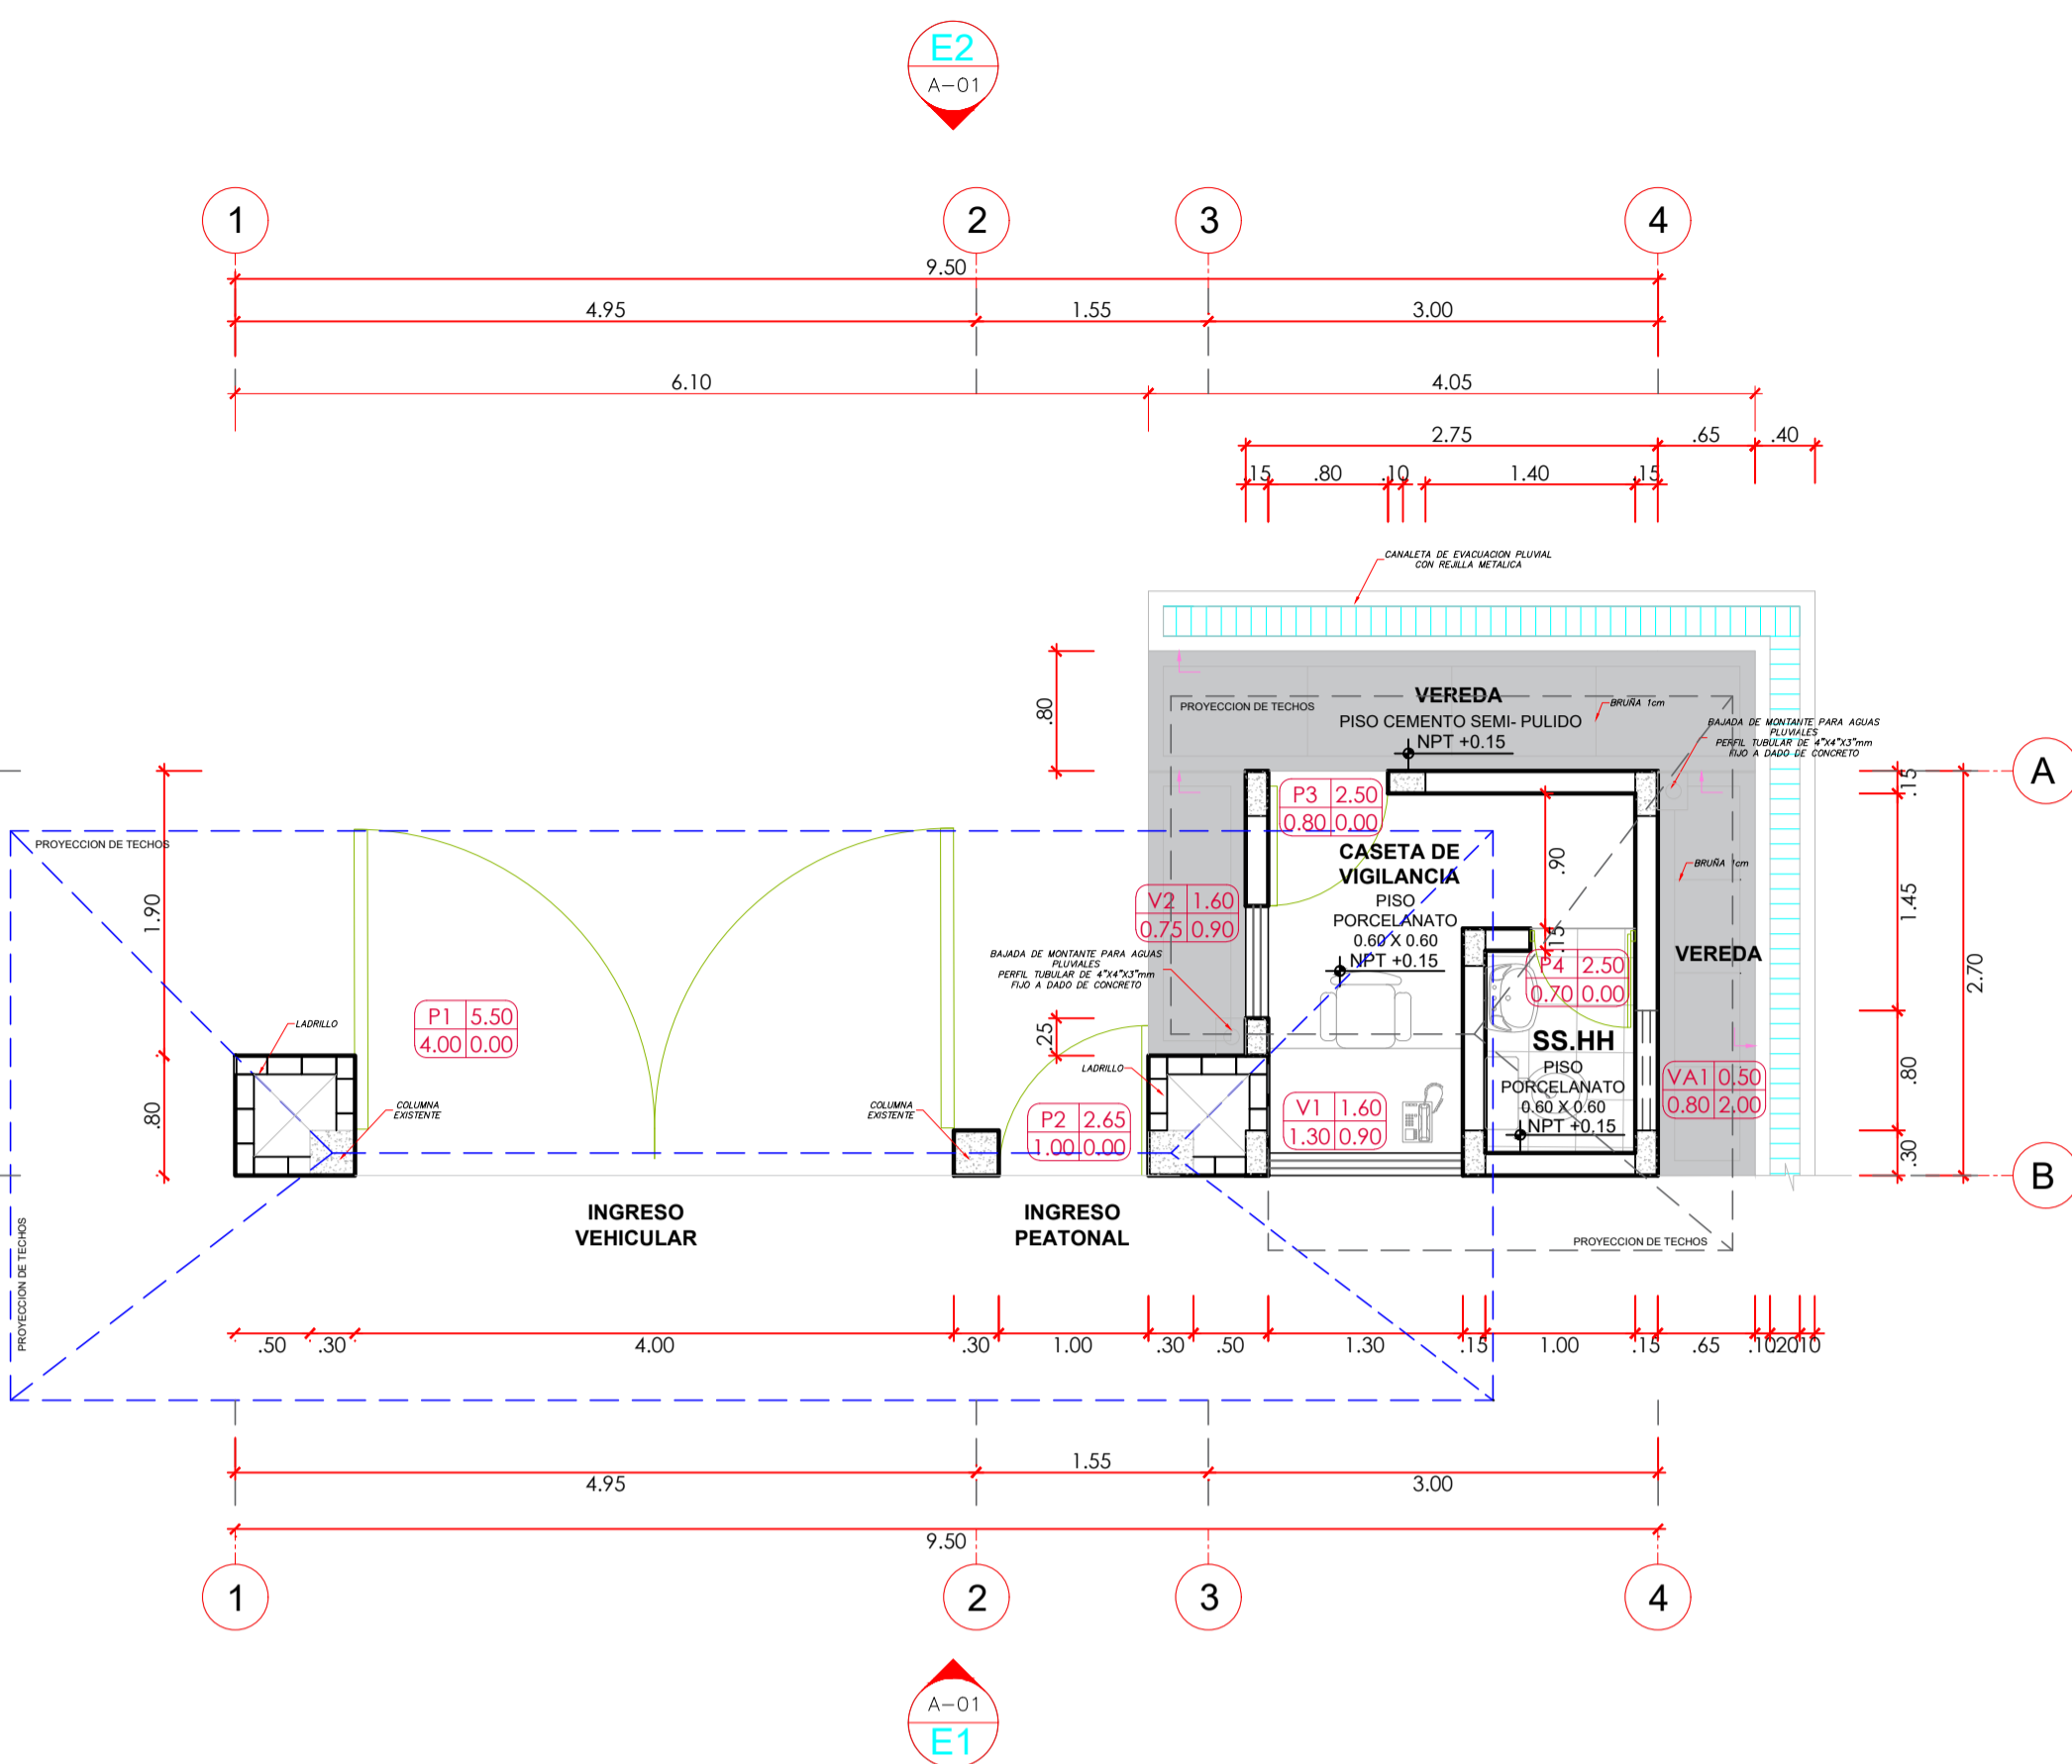 E2
A-01
1 2 3 4
9.50
4.95 1.55 3.00
6.10 4.05
2.75 .65 .40
.15 .80 .10 1.40 .15
CANALETA DE EVACUACION PLUVIAL
CON REJILLA METALICA
.80
VEREDA
PROYECCION DE TECHOS
BRUÑA 1cm
PISO CEMENTO SEMI- PULIDO
NPT +0.15
BAJADA DE MONTANTE PARA AGUAS
PLUVIALES
PERFIL TUBULAR DE 4"X4"X3"mm
FIJO A DADO DE CONCRETO
A
.15
P3 2.50
0.80 0.00
PROYECCION DE TECHOS
CASETA DE
VIGILANCIA
PISO
PORCELANATO
0.60 X 0.60
NPT +0.15
.90
.15
BRUÑA 1cm
1.90
1.45
V2 1.60
0.75 0.90
VEREDA
2.70
BAJADA DE MONTANTE PARA AGUAS
PLUVIALES
PERFIL TUBULAR DE 4"X4"X3"mm
FIJO A DADO DE CONCRETO
P4 2.50
0.70 0.00
P1 5.50
4.00 0.00
LADRILLO
.25
SS.HH
PISO
PORCELANATO
0.60 X 0.60
NPT +0.15
LADRILLO
VA1 0.50
0.80 2.00
.80
.80
COLUMNA
EXISTENTE
COLUMNA
EXISTENTE
P2 2.65
1.00 0.00
V1 1.60
1.30 0.90
.30
B
INGRESO
VEHICULAR
INGRESO
PEATONAL
PROYECCION DE TECHOS
PROYECCION DE TECHOS
.50 .30 4.00 .30 1.00 .30 .50 1.30 .15 1.00 .15 .65 .10 .20 .10
4.95 1.55 3.00
9.50
1 2 3 4
A-01
E1